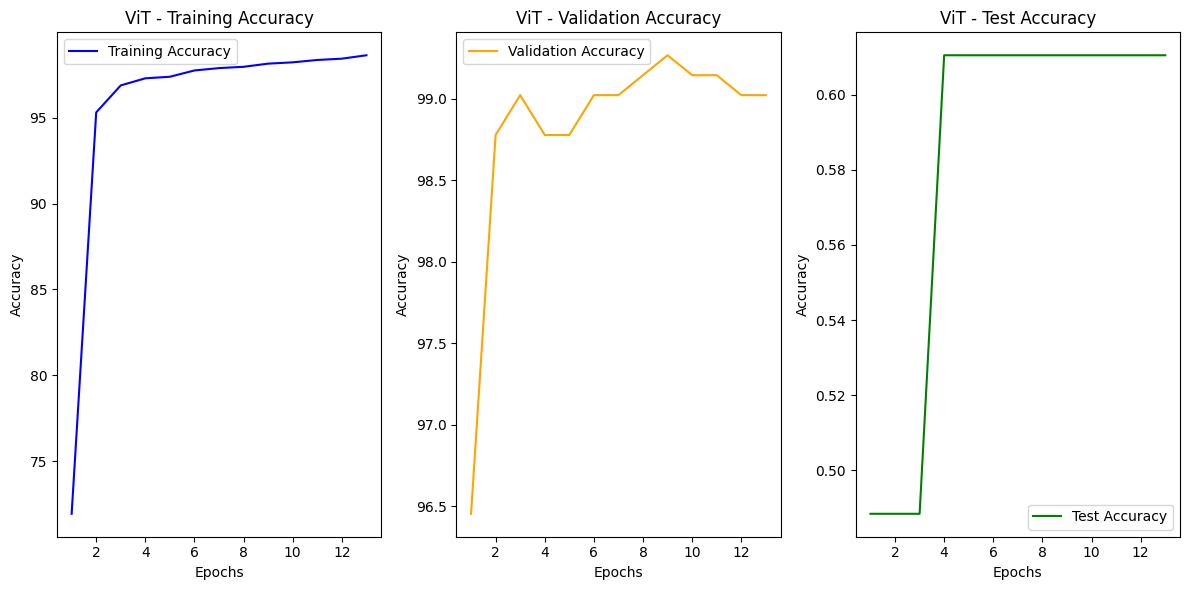 ViT - Training Accuracy
Training Accuracy
95
90
85
80
75
Accuracy
2 4 6 8 10 12
Epochs
ViT - Validation Accuracy
Validation Accuracy
99.0
98.5
98.0
97.5
97.0
96.5
Accuracy
2 4 6 8 10 12
Epochs
ViT - Test Accuracy
0.60
0.58
0.56
0.54
0.52
0.50
Accuracy
Test Accuracy
2 4 6 8 10 12
Epochs